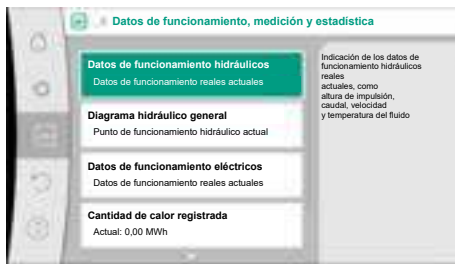 Datos de funcionamiento, medición y estadística
Datos de funcionamiento hidráulicos
Datos de funcionamiento reales actuales
Diagrama hidráulico general
Punto de funcionamiento hidráulico actual
Datos de funcionamiento eléctricos
Datos de funcionamiento reales actuales
Cantidad de calor registrada
Actual: 0,00 MWh
Indicación de los datos de
funcionamiento hidráulicos
reales
actuales, como
altura de impulsión,
caudal, velocidad
y temperatura del fluido